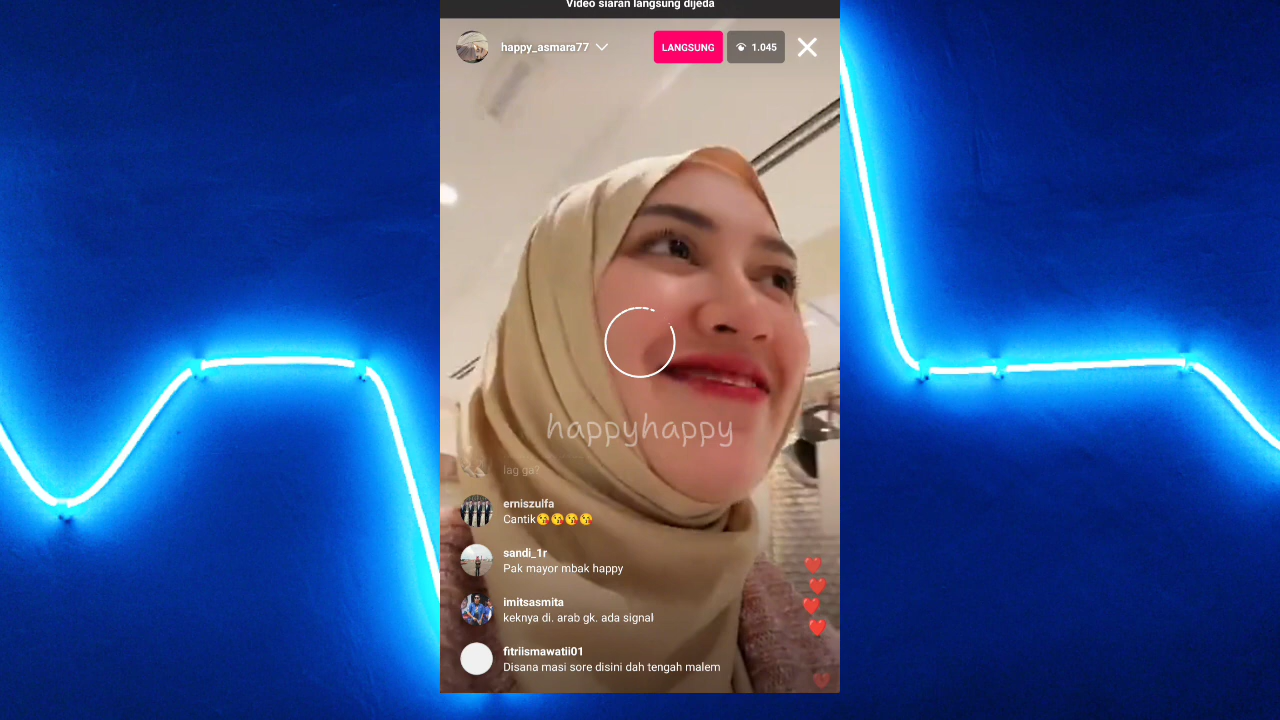 Video siaran langsung dijeda
happy_asmara77
LANGSUNG
1.045
happyhappy
lag ga?
erniszulfa
Cantik😘😘😘😘
sandi_1r
Pak mayor mbak happy
imitsasmita
keknya di. arab gk. ada signal
fitriismawatii01
Disana masi sore disini dah tengah malem